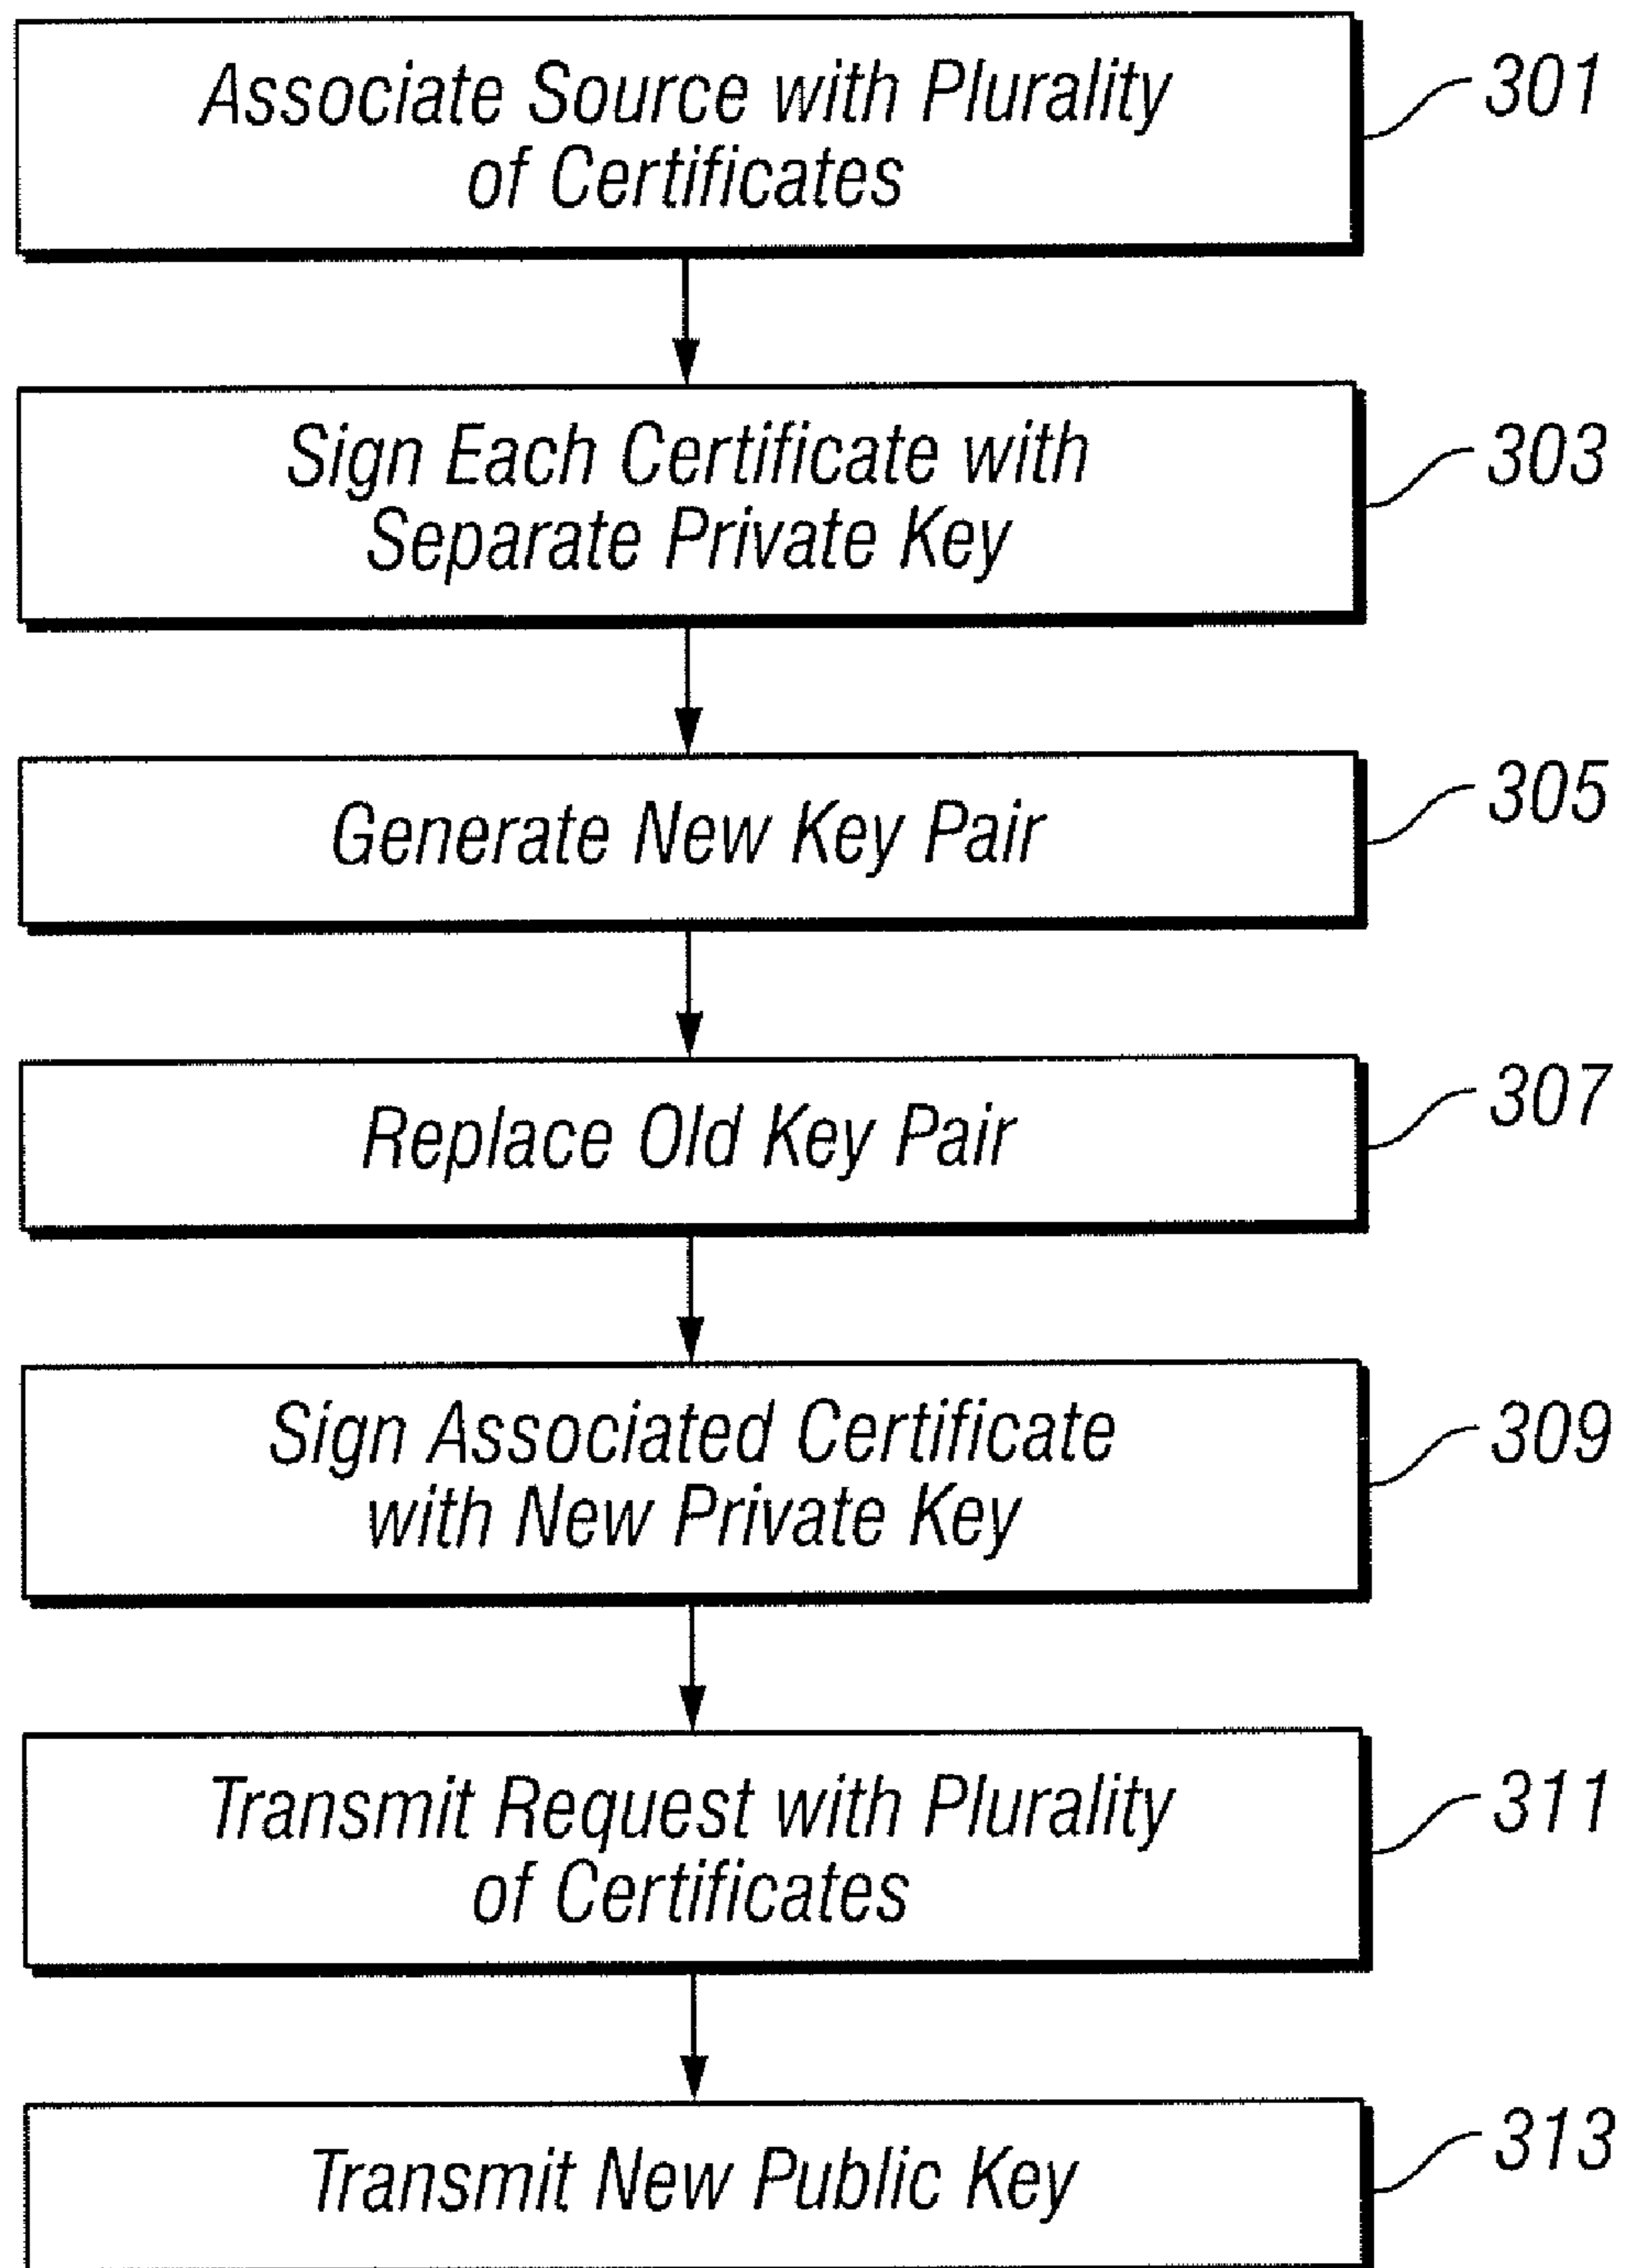 Associate Source with Plurality
of Certificates
301
Sign Each Certificate with
Separate Private Key
303
Generate New Key Pair
305
Replace Old Key Pair
307
Sign Associated Certificate
with New Private Key
309
Transmit Request with Plurality
of Certificates
311
Transmit New Public Key
313